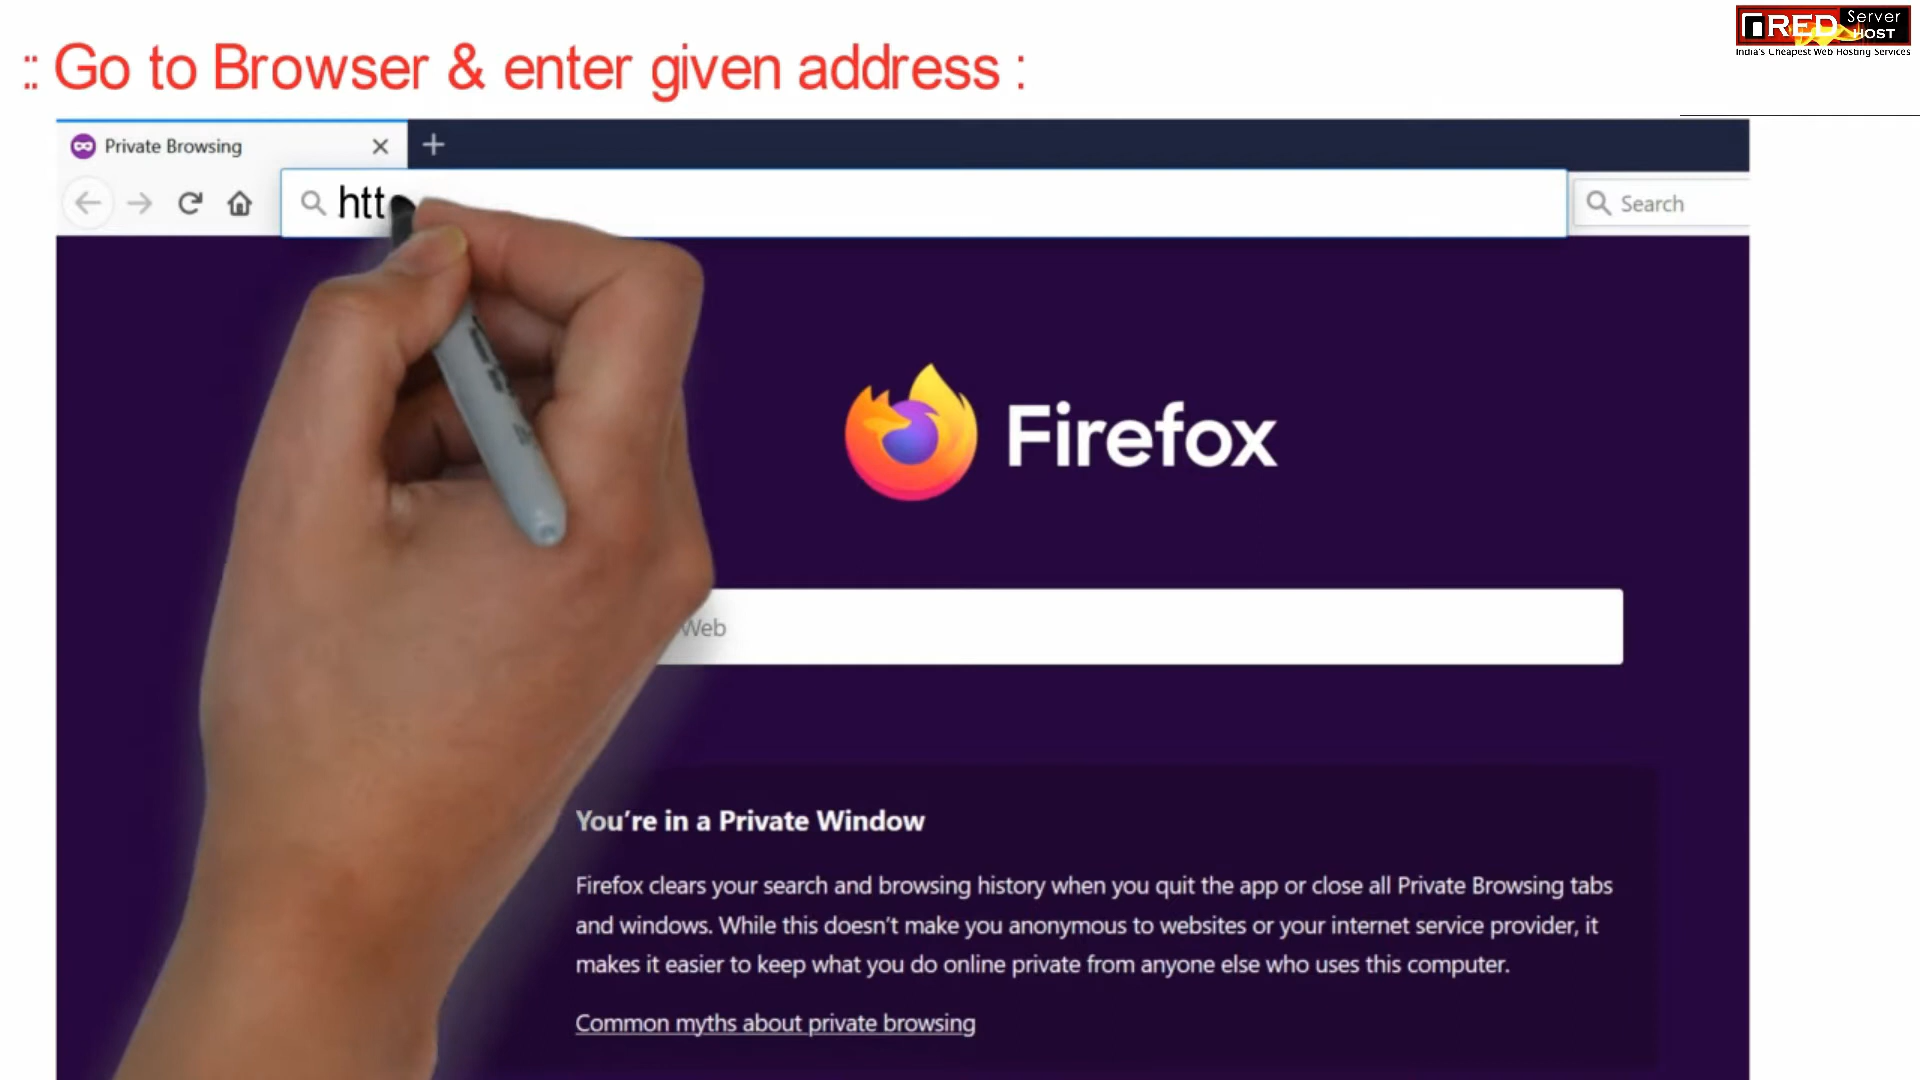 :: Go to Browser & enter given address :
RED Server HOST
India's Cheapest Web Hosting Services
Private Browsing
htt
Search
Firefox
Web
You're in a Private Window
Firefox clears your search and browsing history when you quit the app or close all Private Browsing tabs
and windows. While this doesn't make you anonymous to websites or your internet service provider, it
makes it easier to keep what you do online private from anyone else who uses this computer.
Common myths about private browsing